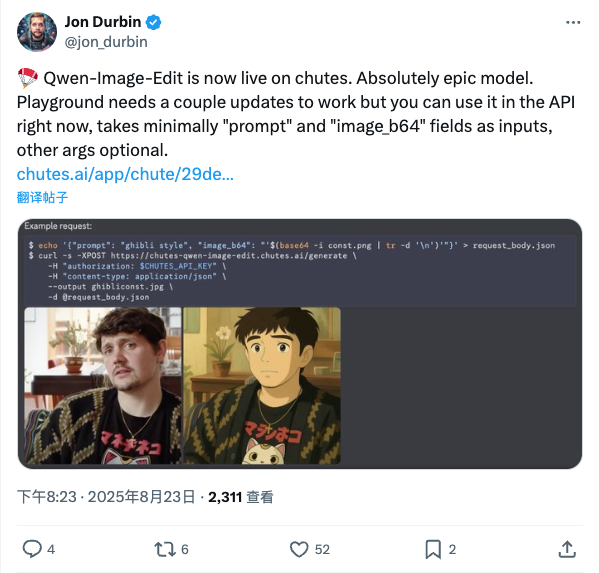 Jon Durbin
@jon_durbin
Qwen-Image-Edit is now live on chutes. Absolutely epic model.
Playground needs a couple updates to work but you can use it in the API
right now, takes minimally "prompt" and "image_b64" fields as inputs,
other args optional.
chutes.ai/app/chute/29de...
翻译帖子
Example request:
$ echo '{"prompt": "ghibli style", "image_b64": "'$(base64 -i const.png | tr -d '\n')'"}' > request_body.json
$ curl -s -XPOST https://chutes-qwen-image-edit.chutes.ai/generate \
-H "authorization: $CHUTES_API_KEY" \
-H "content-type: application/json" \
--output ghibliconst.jpg \
-d @request_body.json
マネチネコ
下午8:23 · 2025年8月23日 · 2,311 查看
4
6
52
2